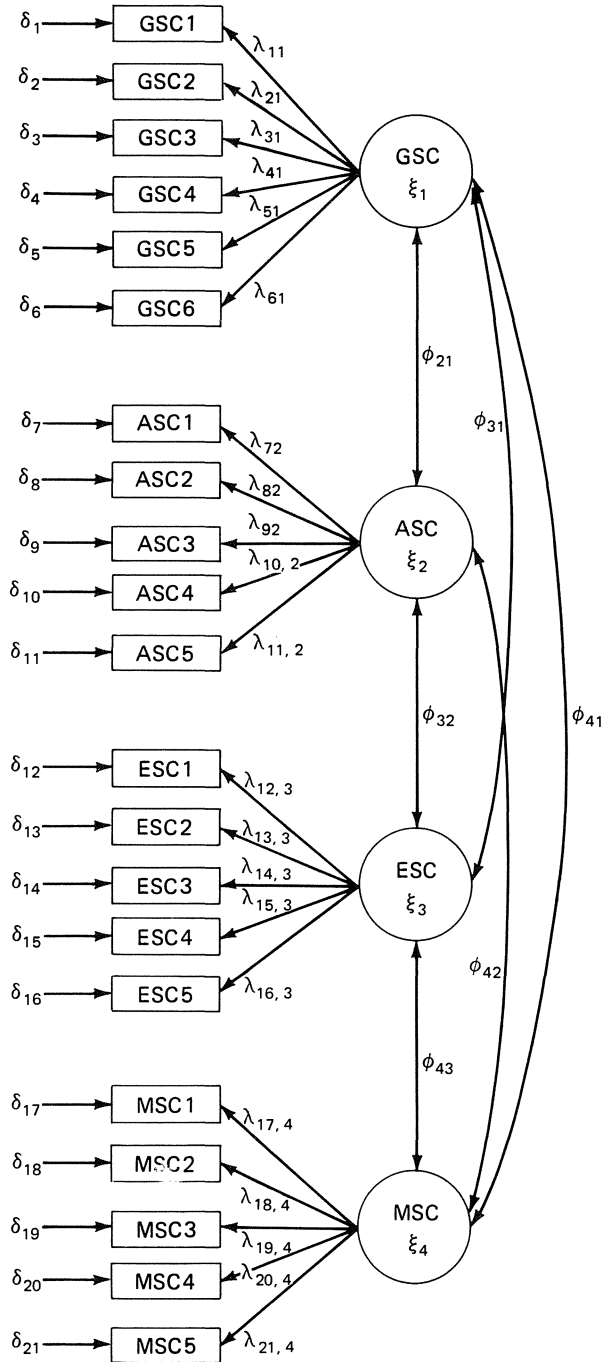 δ₁ GSC1 λ₁₁
δ₂ GSC2 λ₂₁
δ₃ GSC3 λ₃₁
δ₄ GSC4 λ₄₁
δ₅ GSC5 λ₅₁
δ₆ GSC6 λ₆₁
GSC
ξ₁
ϕ₂₁
ϕ₃₁
δ₇ ASC1 λ₇₂
δ₈ ASC2 λ₈₂
δ₉ ASC3 λ₉₂
δ₁₀ ASC4 λ₁₀,₂
δ₁₁ ASC5 λ₁₁,₂
ASC
ξ₂
ϕ₃₂
ϕ₄₁
δ₁₂ ESC1 λ₁₂,₃
δ₁₃ ESC2 λ₁₃,₃
δ₁₄ ESC3 λ₁₄,₃
δ₁₅ ESC4 λ₁₅,₃
δ₁₆ ESC5 λ₁₆,₃
ESC
ξ₃
ϕ₄₂
ϕ₄₃
δ₁₇ MSC1 λ₁₇,₄
δ₁₈ MSC2 λ₁₈,₄
δ₁₉ MSC3 λ₁₉,₄
δ₂₀ MSC4 λ₂₀,₄
δ₂₁ MSC5 λ₂₁,₄
MSC
ξ₄